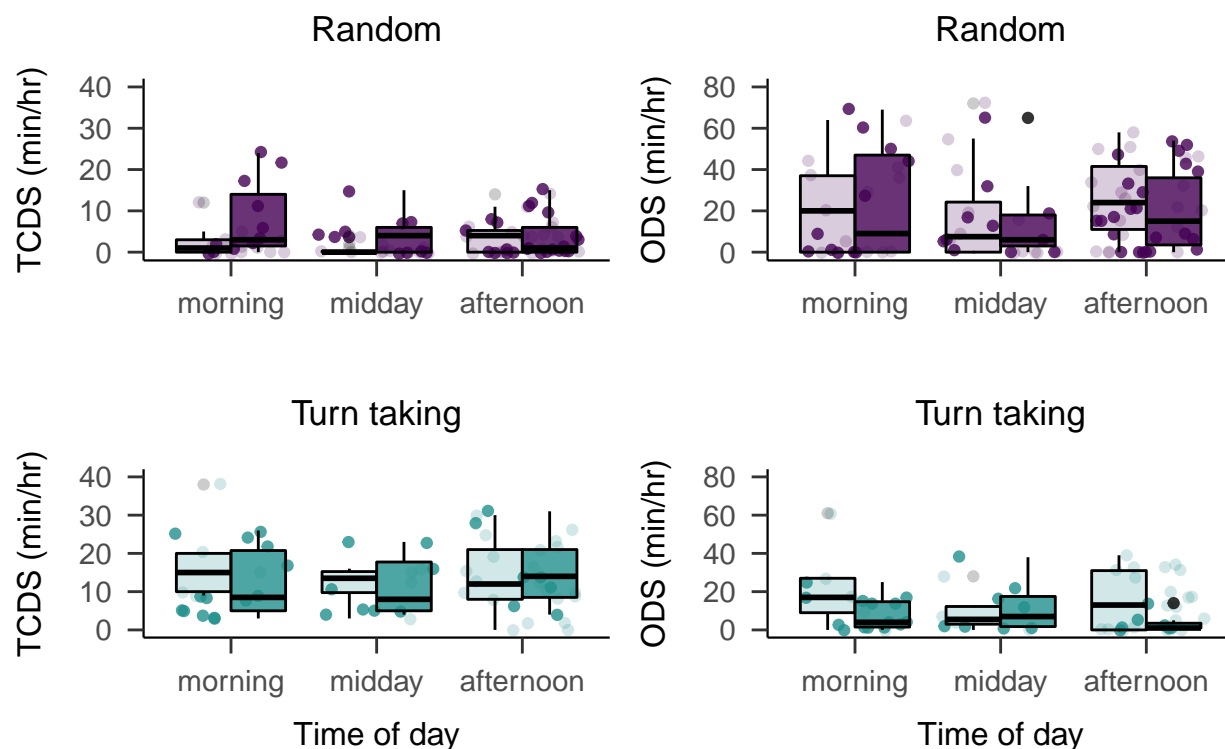 Random
TCDS (min/hr)
40
30
20
10
0
morning midday afternoon
Random
ODS (min/hr)
80
60
40
20
0
morning midday afternoon
Turn taking
TCDS (min/hr)
40
30
20
10
0
morning midday afternoon
Time of day
Turn taking
ODS (min/hr)
80
60
40
20
0
morning midday afternoon
Time of day